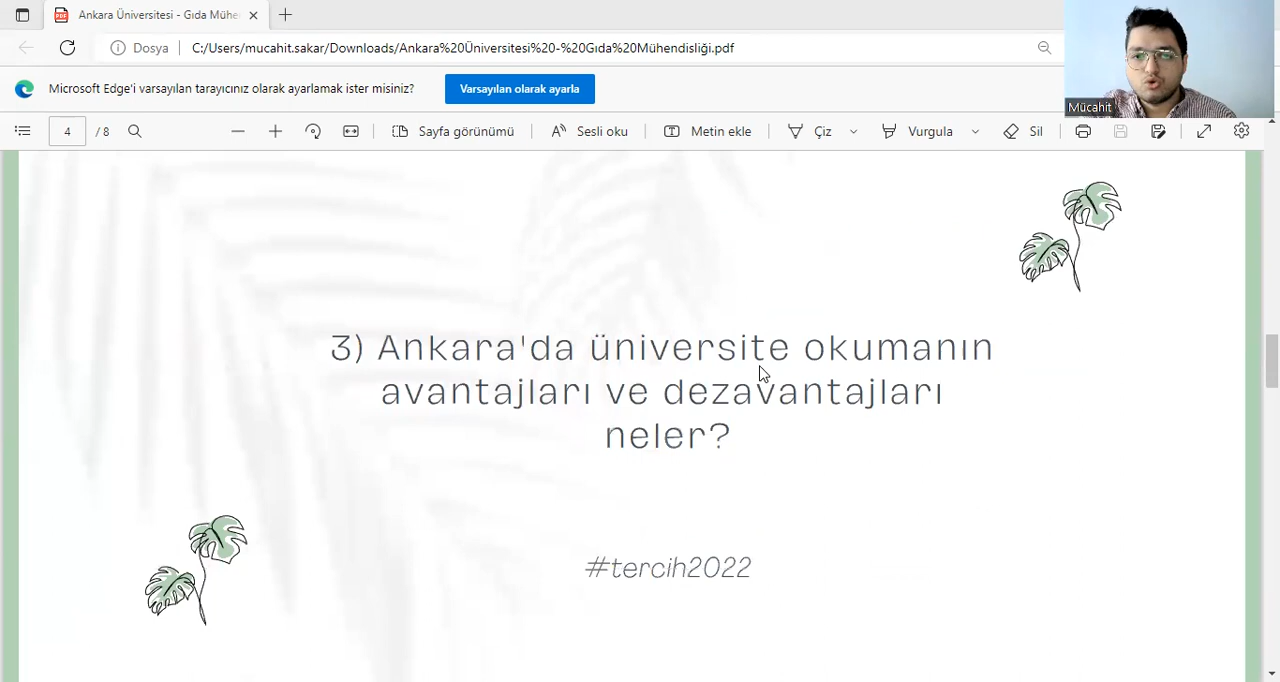 Ankara Üniversitesi - Gıda Mühe
Dosya
C:/Users/mucahit.sakar/Downloads/Ankara%20Üniversitesi%20-%20Gıda%20Mühendisliği.pdf
Microsoft Edge'i varsayılan tarayıcınız olarak ayarlamak ister misiniz?
Varsayılan olarak ayarla
Mücahit
4 / 8
Sayfa görünümü
Sesli oku
Metin ekle
Çiz
Vurgula
Sil
3) Ankara'da üniversite okumanın
avantajları ve dezavantajları
neler?
#tercih2022